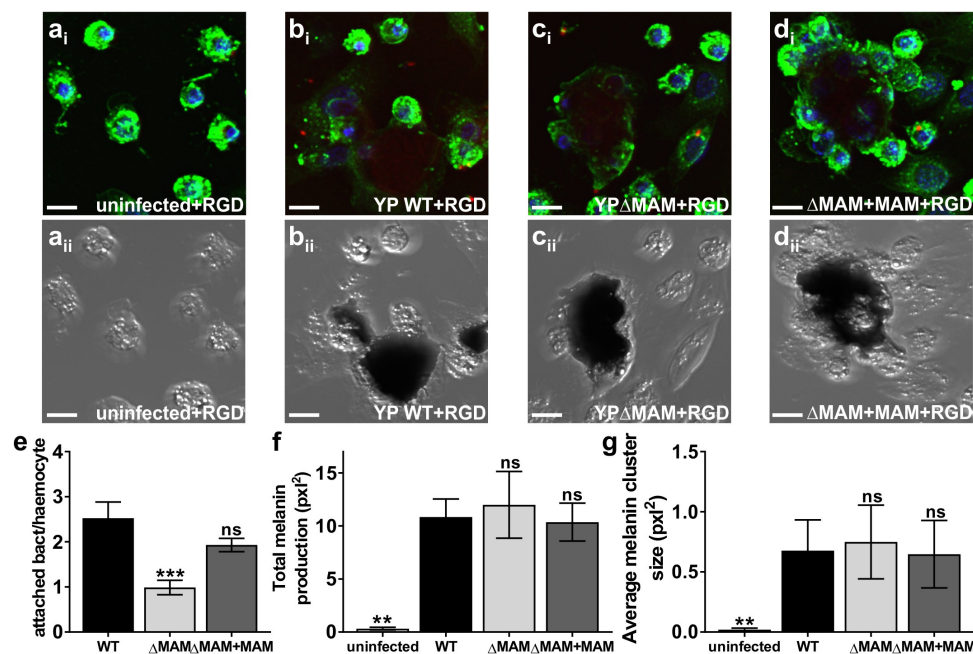 aᵢ
uninfected+RGD
bᵢ
YP WT+RGD
cᵢ
YPΔMAM+RGD
dᵢ
ΔMAM+MAM+RGD
aᵢᵢ
uninfected+RGD
bᵢᵢ
YP WT+RGD
cᵢᵢ
YPΔMAM+RGD
dᵢᵢ
ΔMAM+MAM+RGD
e
attached bact/haemocyte
4
3
2
1
0
***
ns
WT
ΔMAM
ΔMAM+MAM
f
Total melanin
production (pxl²)
15
10
5
0
**
ns
ns
uninfected
WT
ΔMAM
ΔMAM+MAM
g
Average melanin cluster
size (pxl²)
1.5
1.0
0.5
0.0
**
ns
ns
uninfected
WT
ΔMAM
ΔMAM+MAM